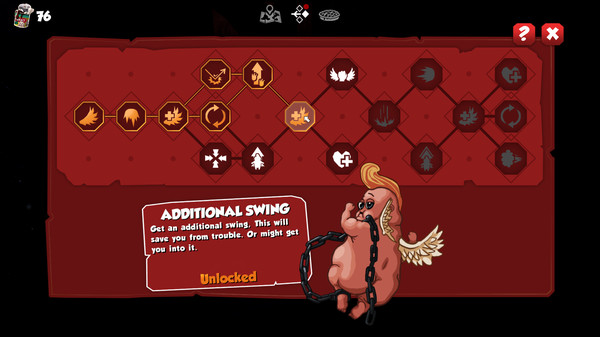 76
?
ADDITIONAL SWING
Get an additional swing. This will
save you from trouble. Or might get
you into it.
Unlocked